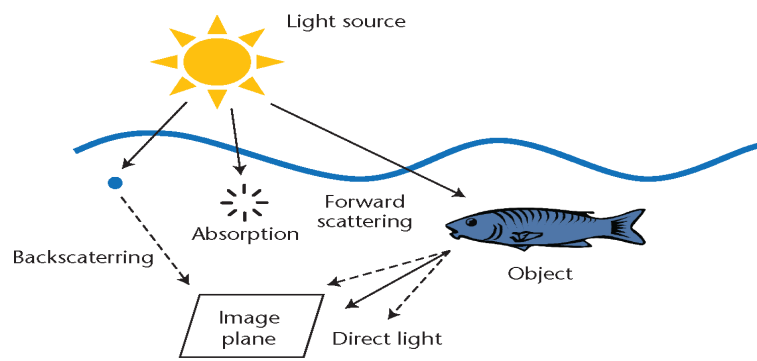 Light source
Forward
scattering
Absorption
Backscaterring
Object
Image
plane
Direct light